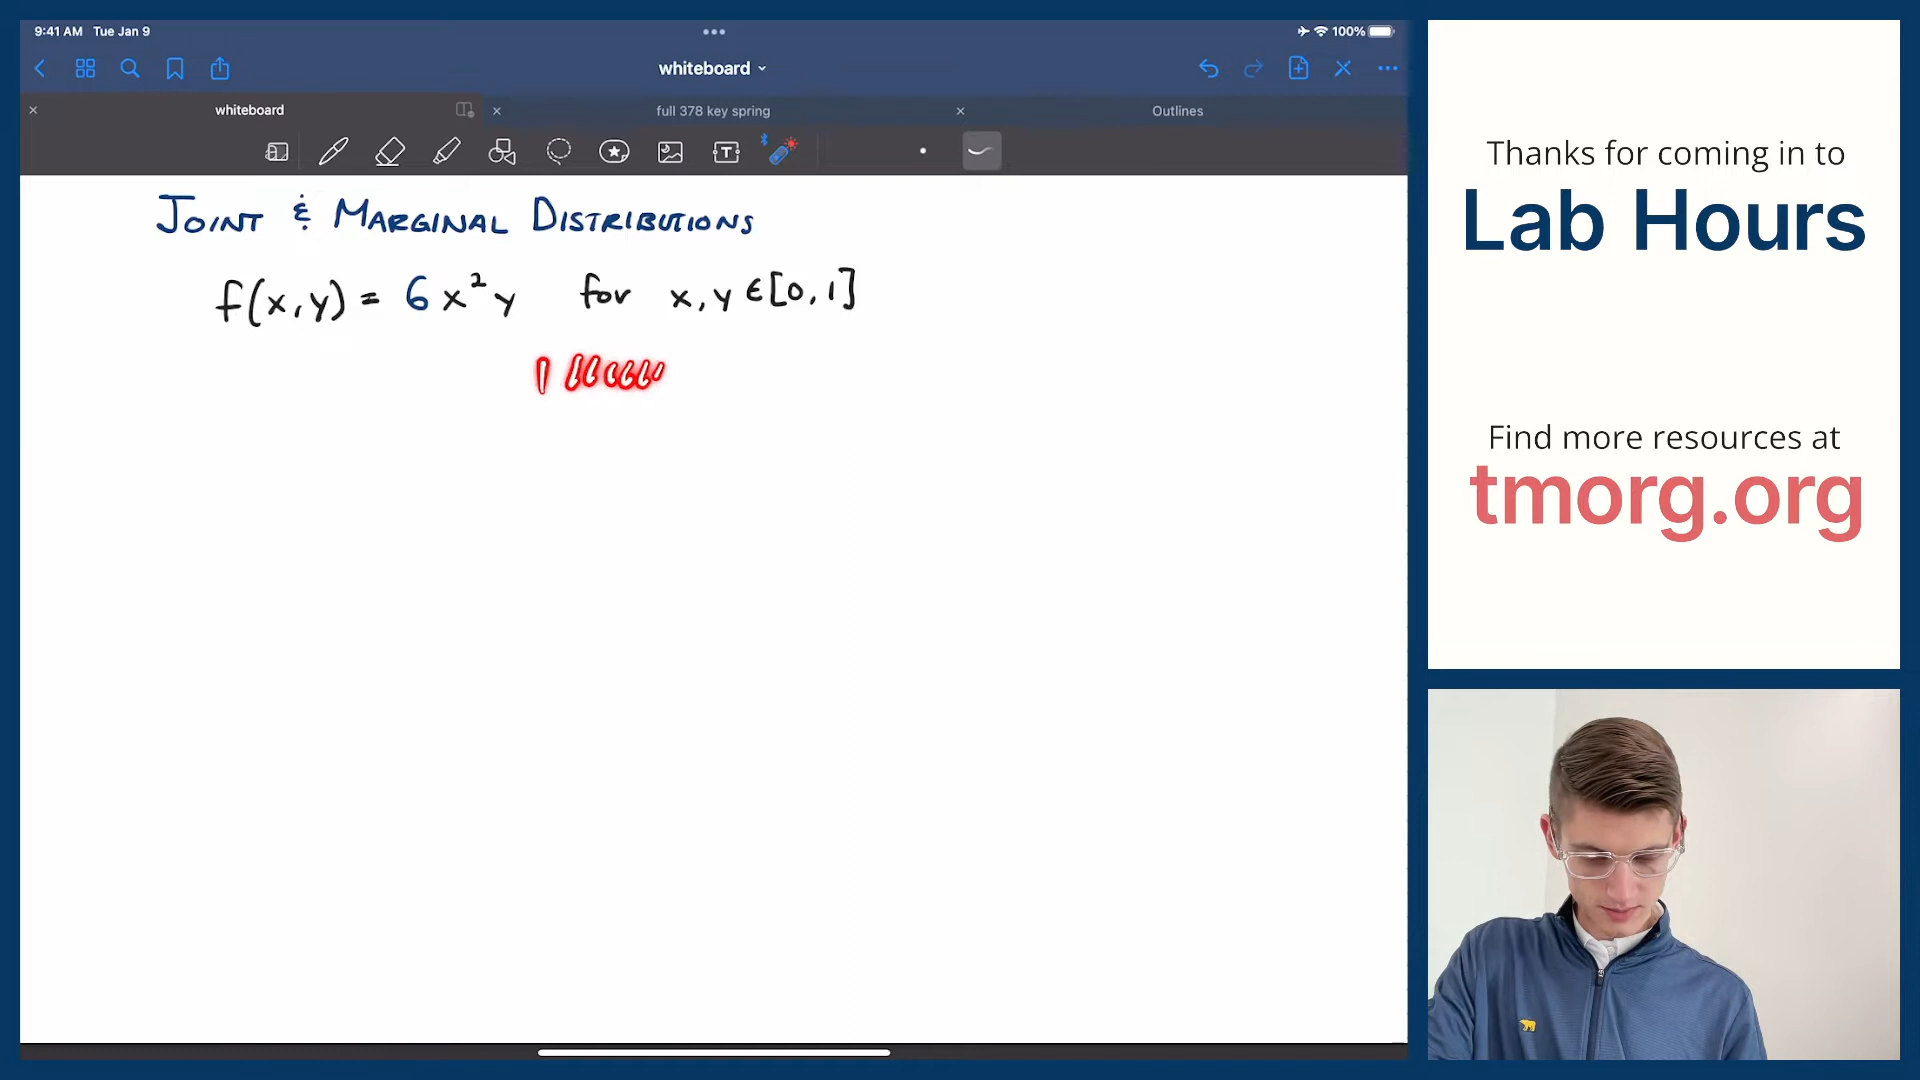 9:41 AM Tue Jan 9
100%
whiteboard
whiteboard
full 378 key spring
Outlines
JOINT & MARGINAL DISTRIBUTIONS
f(x,y) = 6x²y for x,y ∈ [0,1]
Thanks for coming in to
Lab Hours
Find more resources at
tmorg.org